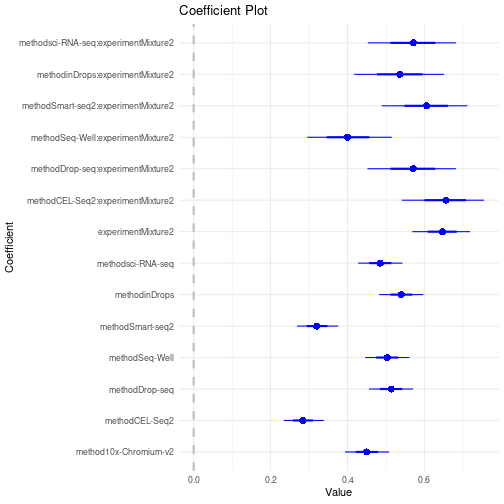 Coefficient Plot
methodsci-RNA-seq:experimentMixture2
methodinDrops:experimentMixture2
methodSmart-seq2:experimentMixture2
methodSeq-Well:experimentMixture2
methodDrop-seq:experimentMixture2
methodCEL-Seq2:experimentMixture2
experimentMixture2
methodsci-RNA-seq
methodinDrops
methodSmart-seq2
methodSeq-Well
methodDrop-seq
methodCEL-Seq2
method10x-Chromium-v2
Coefficient
0.0 0.2 0.4 0.6
Value